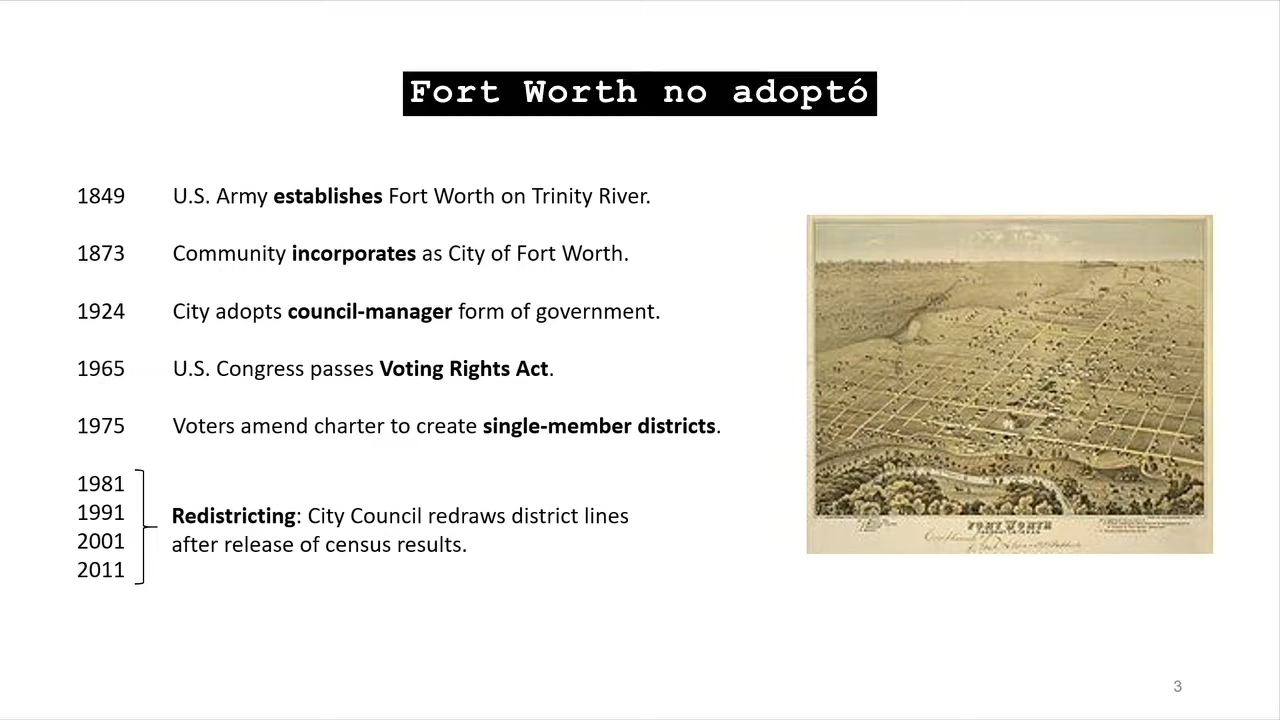 Fort Worth no adoptó
1849 U.S. Army establishes Fort Worth on Trinity River.
1873 Community incorporates as City of Fort Worth.
1924 City adopts council-manager form of government.
1965 U.S. Congress passes Voting Rights Act.
1975 Voters amend charter to create single-member districts.
1981
1991
2001
2011
Redistricting: City Council redraws district lines
after release of census results.
FORT WORTH
3